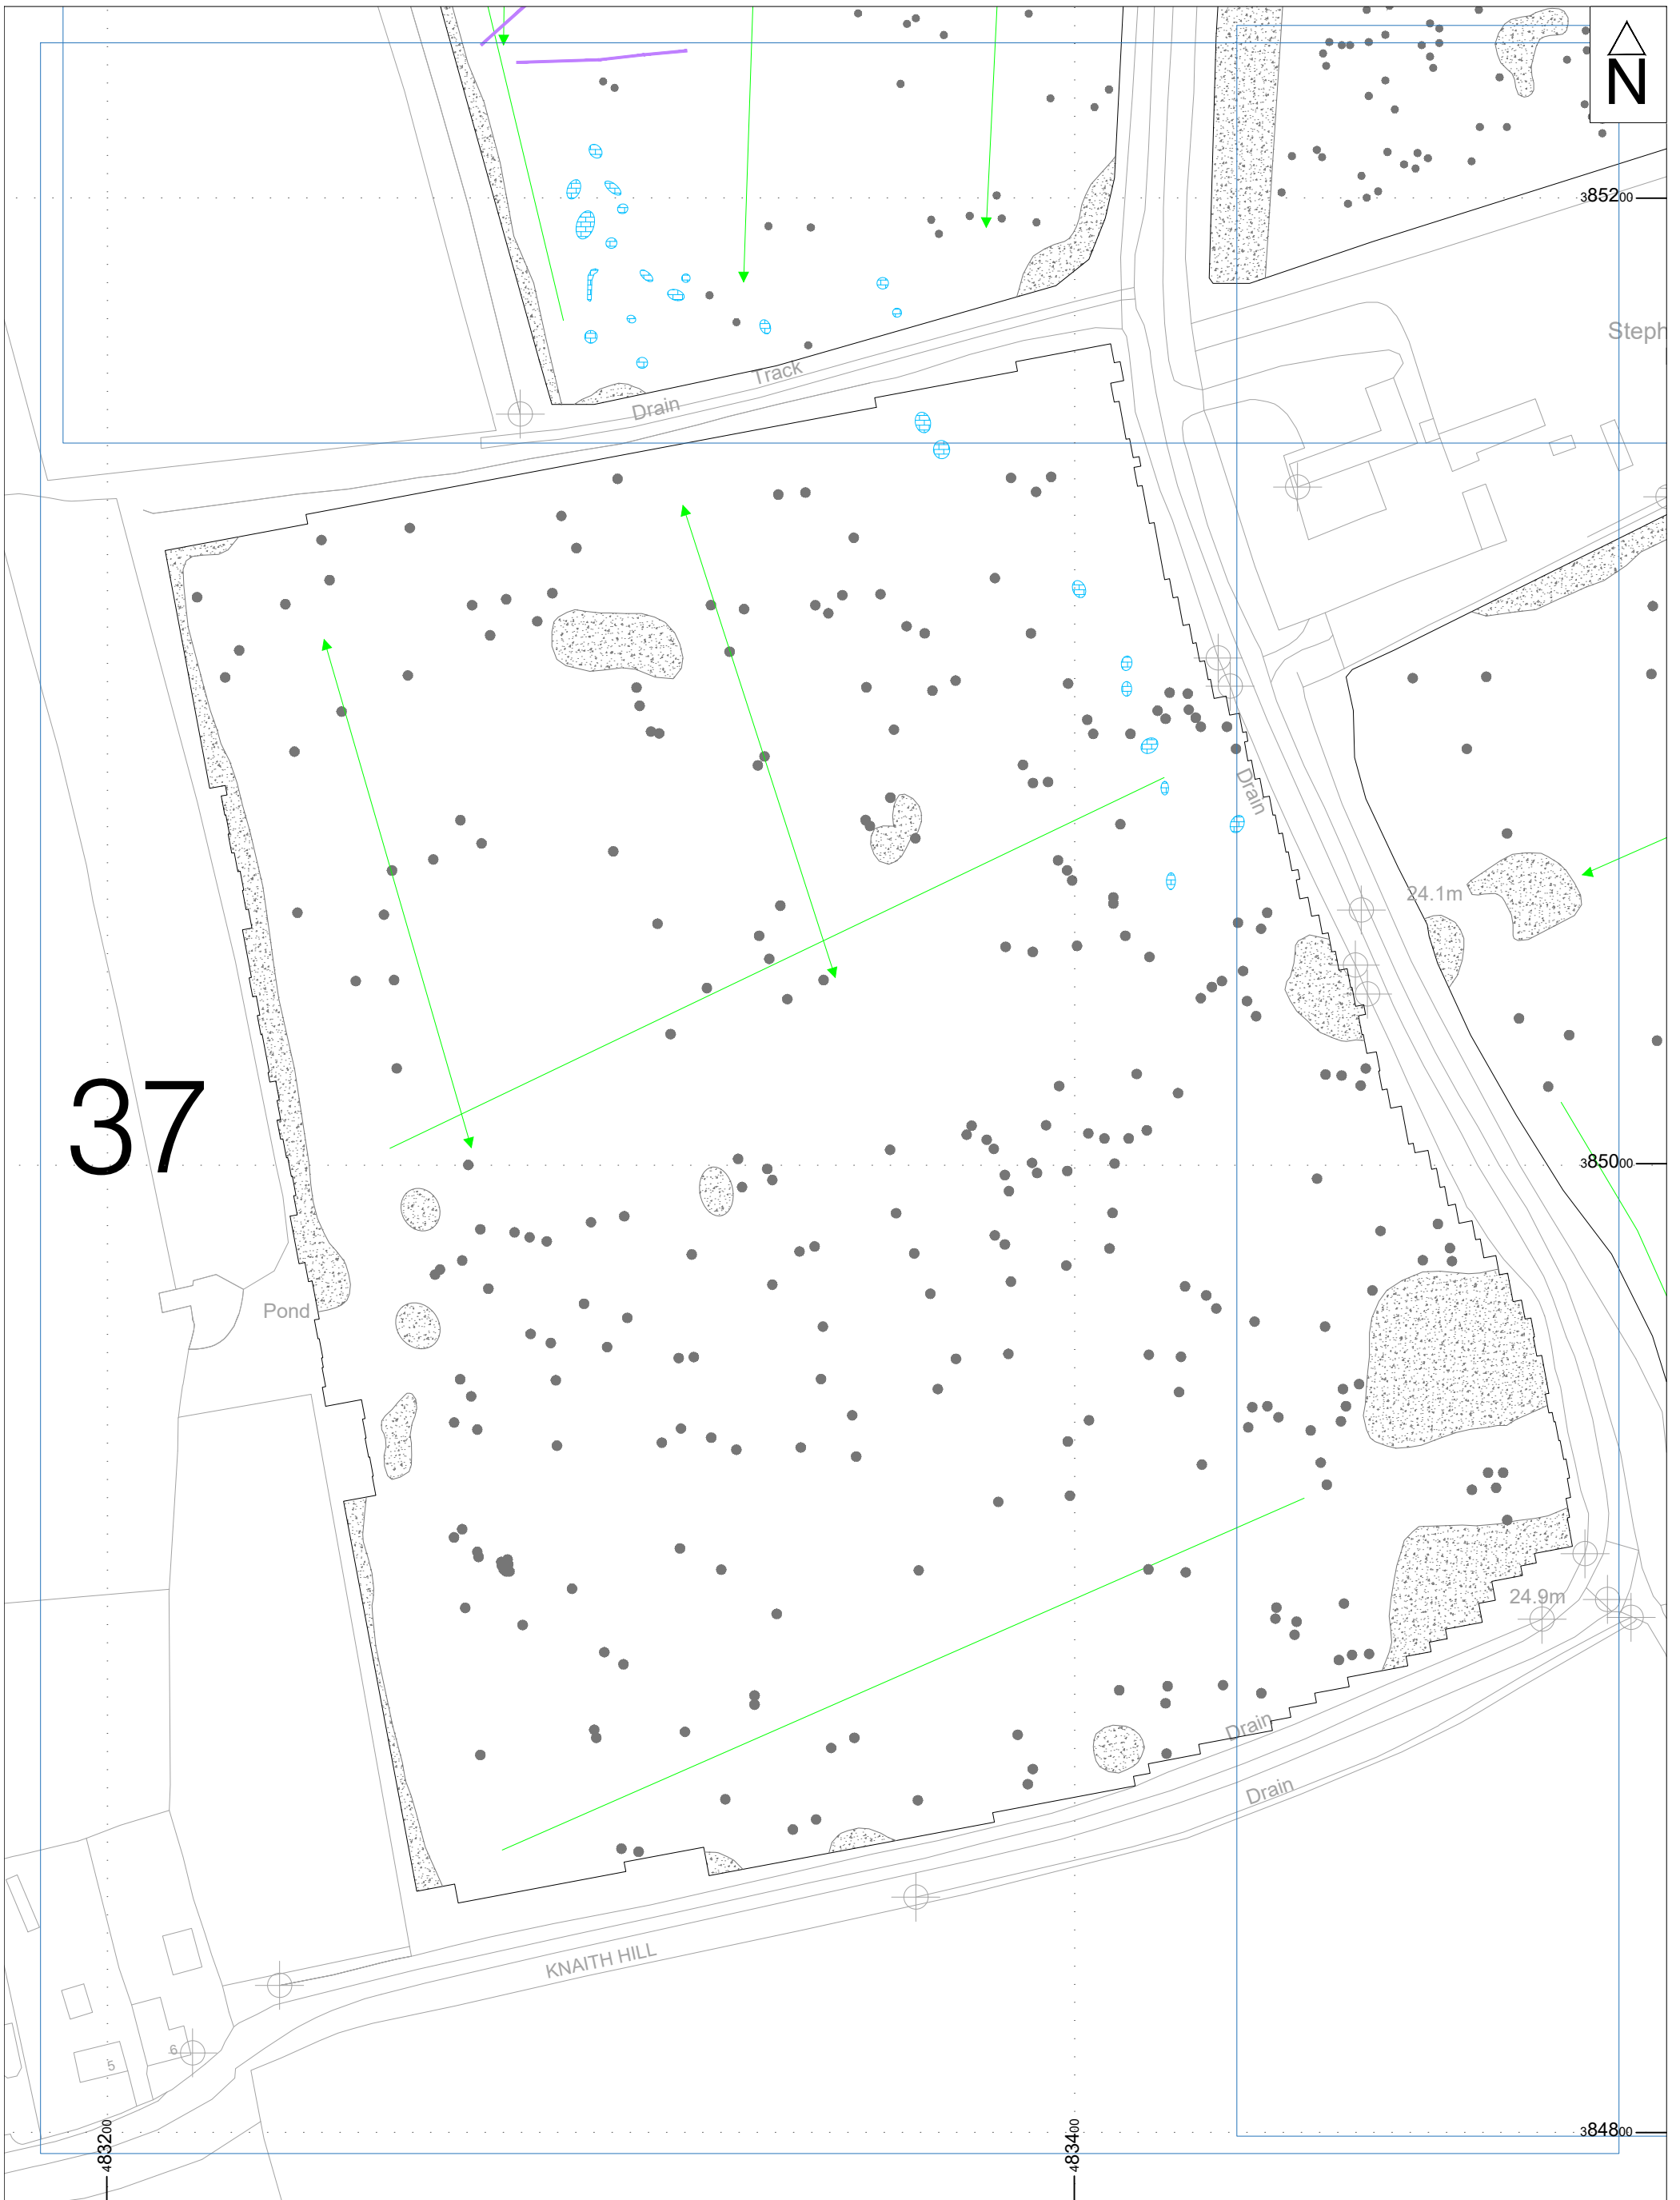 N
385200
Steph
Track
Drain
Drain
24.1m
37
385000
Pond
24.9m
Drain
Drain
KNAITH HILL
6
5
384800
483200
483400